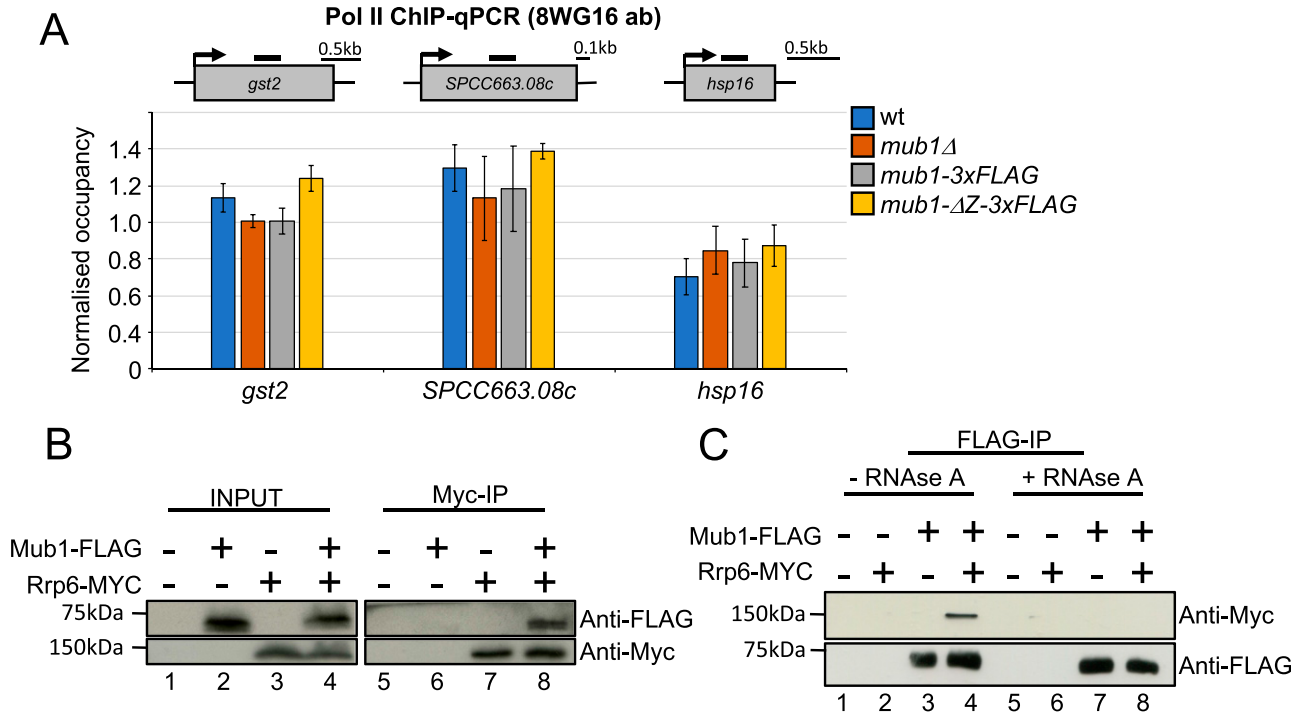 A
Pol II ChIP-qPCR (8WG16 ab)
0.5kb 0.1kb 0.5kb
gst2 SPCC663.08c hsp16
Normalised occupancy
1.4
1.2
1.0
0.8
0.6
0.4
0
gst2 SPCC663.08c hsp16
wt
mub1Δ
mub1-3xFLAG
mub1-ΔZ-3xFLAG
B
INPUT Myc-IP
Mub1-FLAG - + - + - + - +
Rrp6-MYC - - + + - - + +
75kDa Anti-FLAG
150kDa Anti-Myc
1 2 3 4 5 6 7 8
C
FLAG-IP
- RNAse A + RNAse A
Mub1-FLAG - - + + - - + +
Rrp6-MYC - + - + - + - +
150kDa Anti-Myc
75kDa Anti-FLAG
1 2 3 4 5 6 7 8